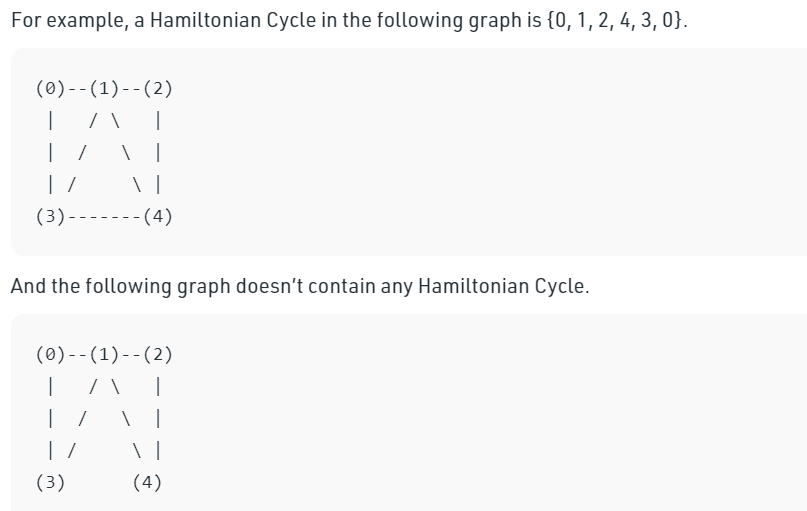 For example, a Hamiltonian Cycle in the following graph is {0, 1, 2, 4, 3, 0}.
(0)--(1)--(2)
 |   / \   |
 |  /   \  |
 | /     \ |
(3)-------(4)
And the following graph doesn’t contain any Hamiltonian Cycle.
(0)--(1)--(2)
 |   / \   |
 |  /   \  |
 | /     \ |
(3)      (4)